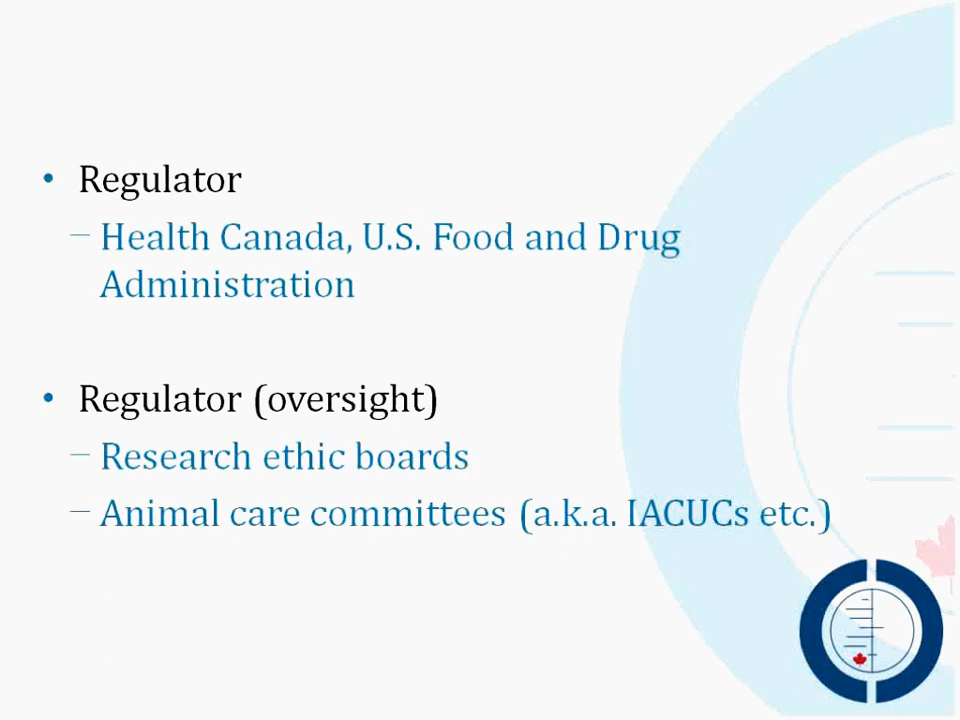 • Regulator
– Health Canada, U.S. Food and Drug
Administration
• Regulator (oversight)
– Research ethic boards
– Animal care committees (a.k.a. IACUCs etc.)